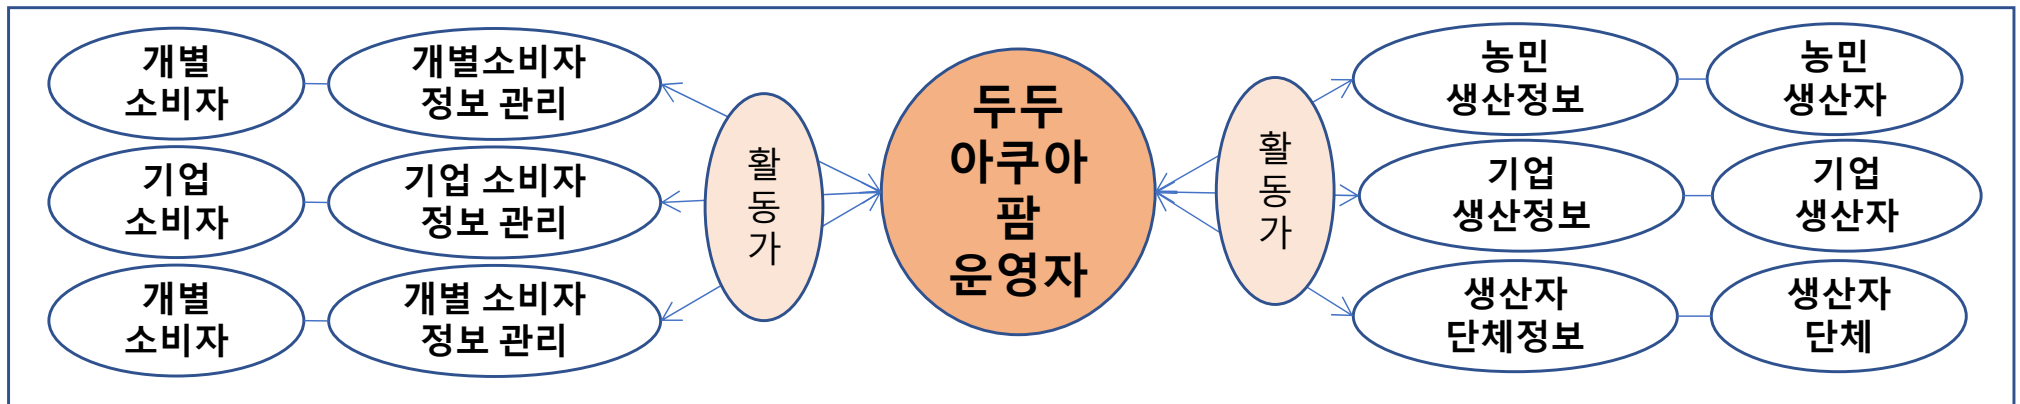 개별
소비자
개별소비자
정보 관리
기업
소비자
기업 소비자
정보 관리
개별
소비자
개별 소비자
정보 관리
활
동
가
두두
아쿠아
팜
운영자
활
동
가
농민
생산정보
농민
생산자
기업
생산정보
기업
생산자
생산자
단체정보
생산자
단체